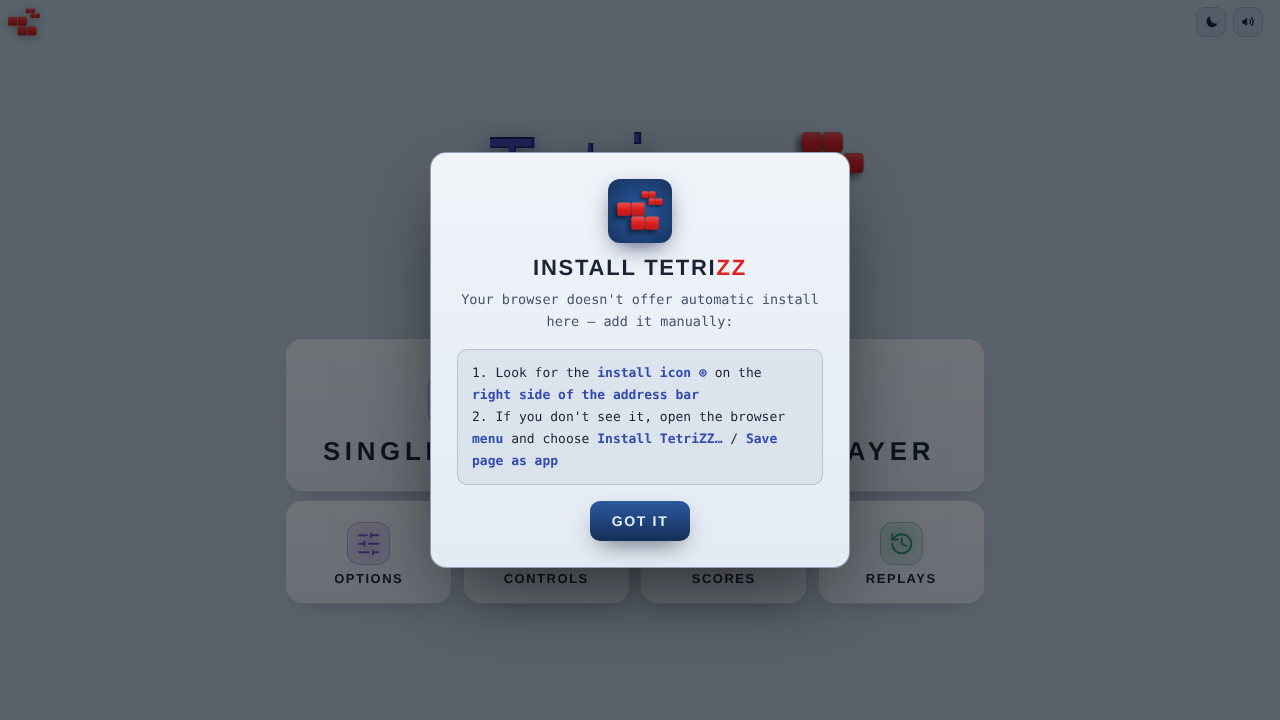 INSTALL TETRIZZ
Your browser doesn't offer automatic install
here — add it manually:
1. Look for the install icon ⊕ on the
right side of the address bar
2. If you don't see it, open the browser
menu and choose Install TetriZZ… / Save
page as app
GOT IT
OPTIONS
CONTROLS
SCORES
REPLAYS